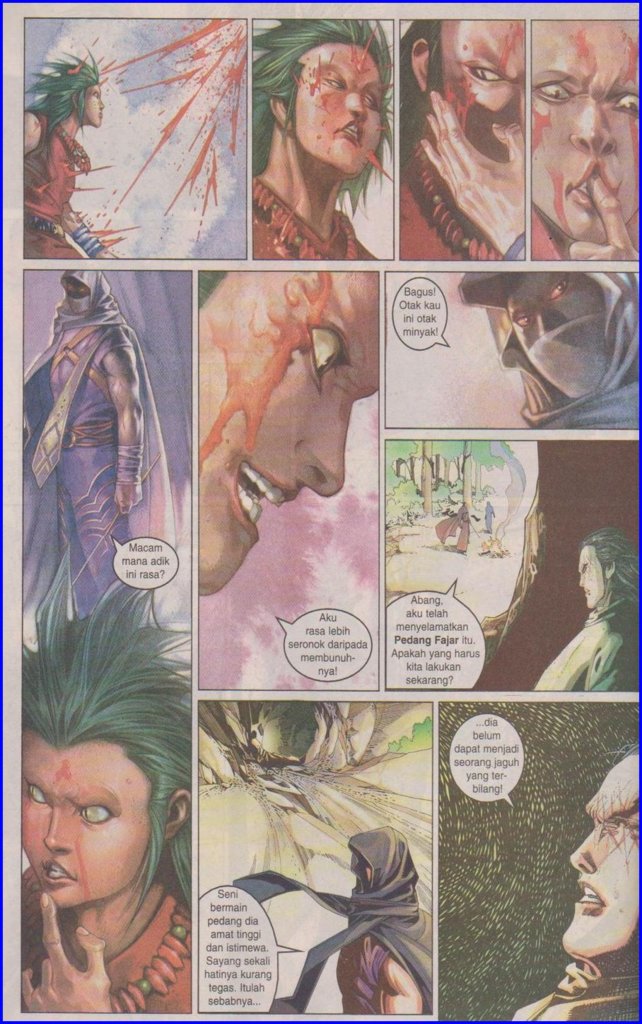 Bagus!
Otak kau
ini otak
minyak!
Macam
mana adik
ini rasa?
Aku
rasa lebih
seronok daripada
membunuh-
nya!
Abang,
aku telah
menyelamatkan
Pedang Fajar itu.
Apakah yang harus
kita lakukan
sekarang?
Seni
bermain
pedang dia
amat tinggi
dan istimewa.
Sayang sekali
hatinya kurang
tegas. Itulah
sebabnya...
...dia
belum
dapat menjadi
seorang jaguh
yang ter-
bilang!